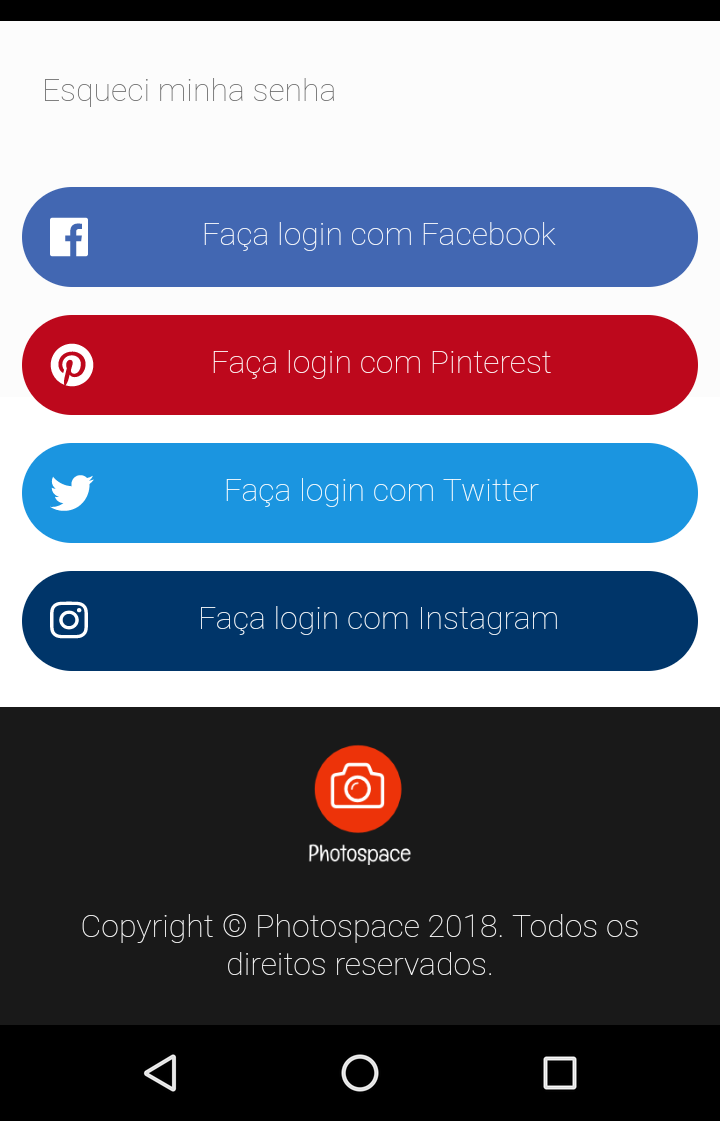 Esqueci minha senha
Faça login com Facebook
Faça login com Pinterest
Faça login com Twitter
Faça login com Instagram
Photospace
Copyright © Photospace 2018. Todos os
direitos reservados.